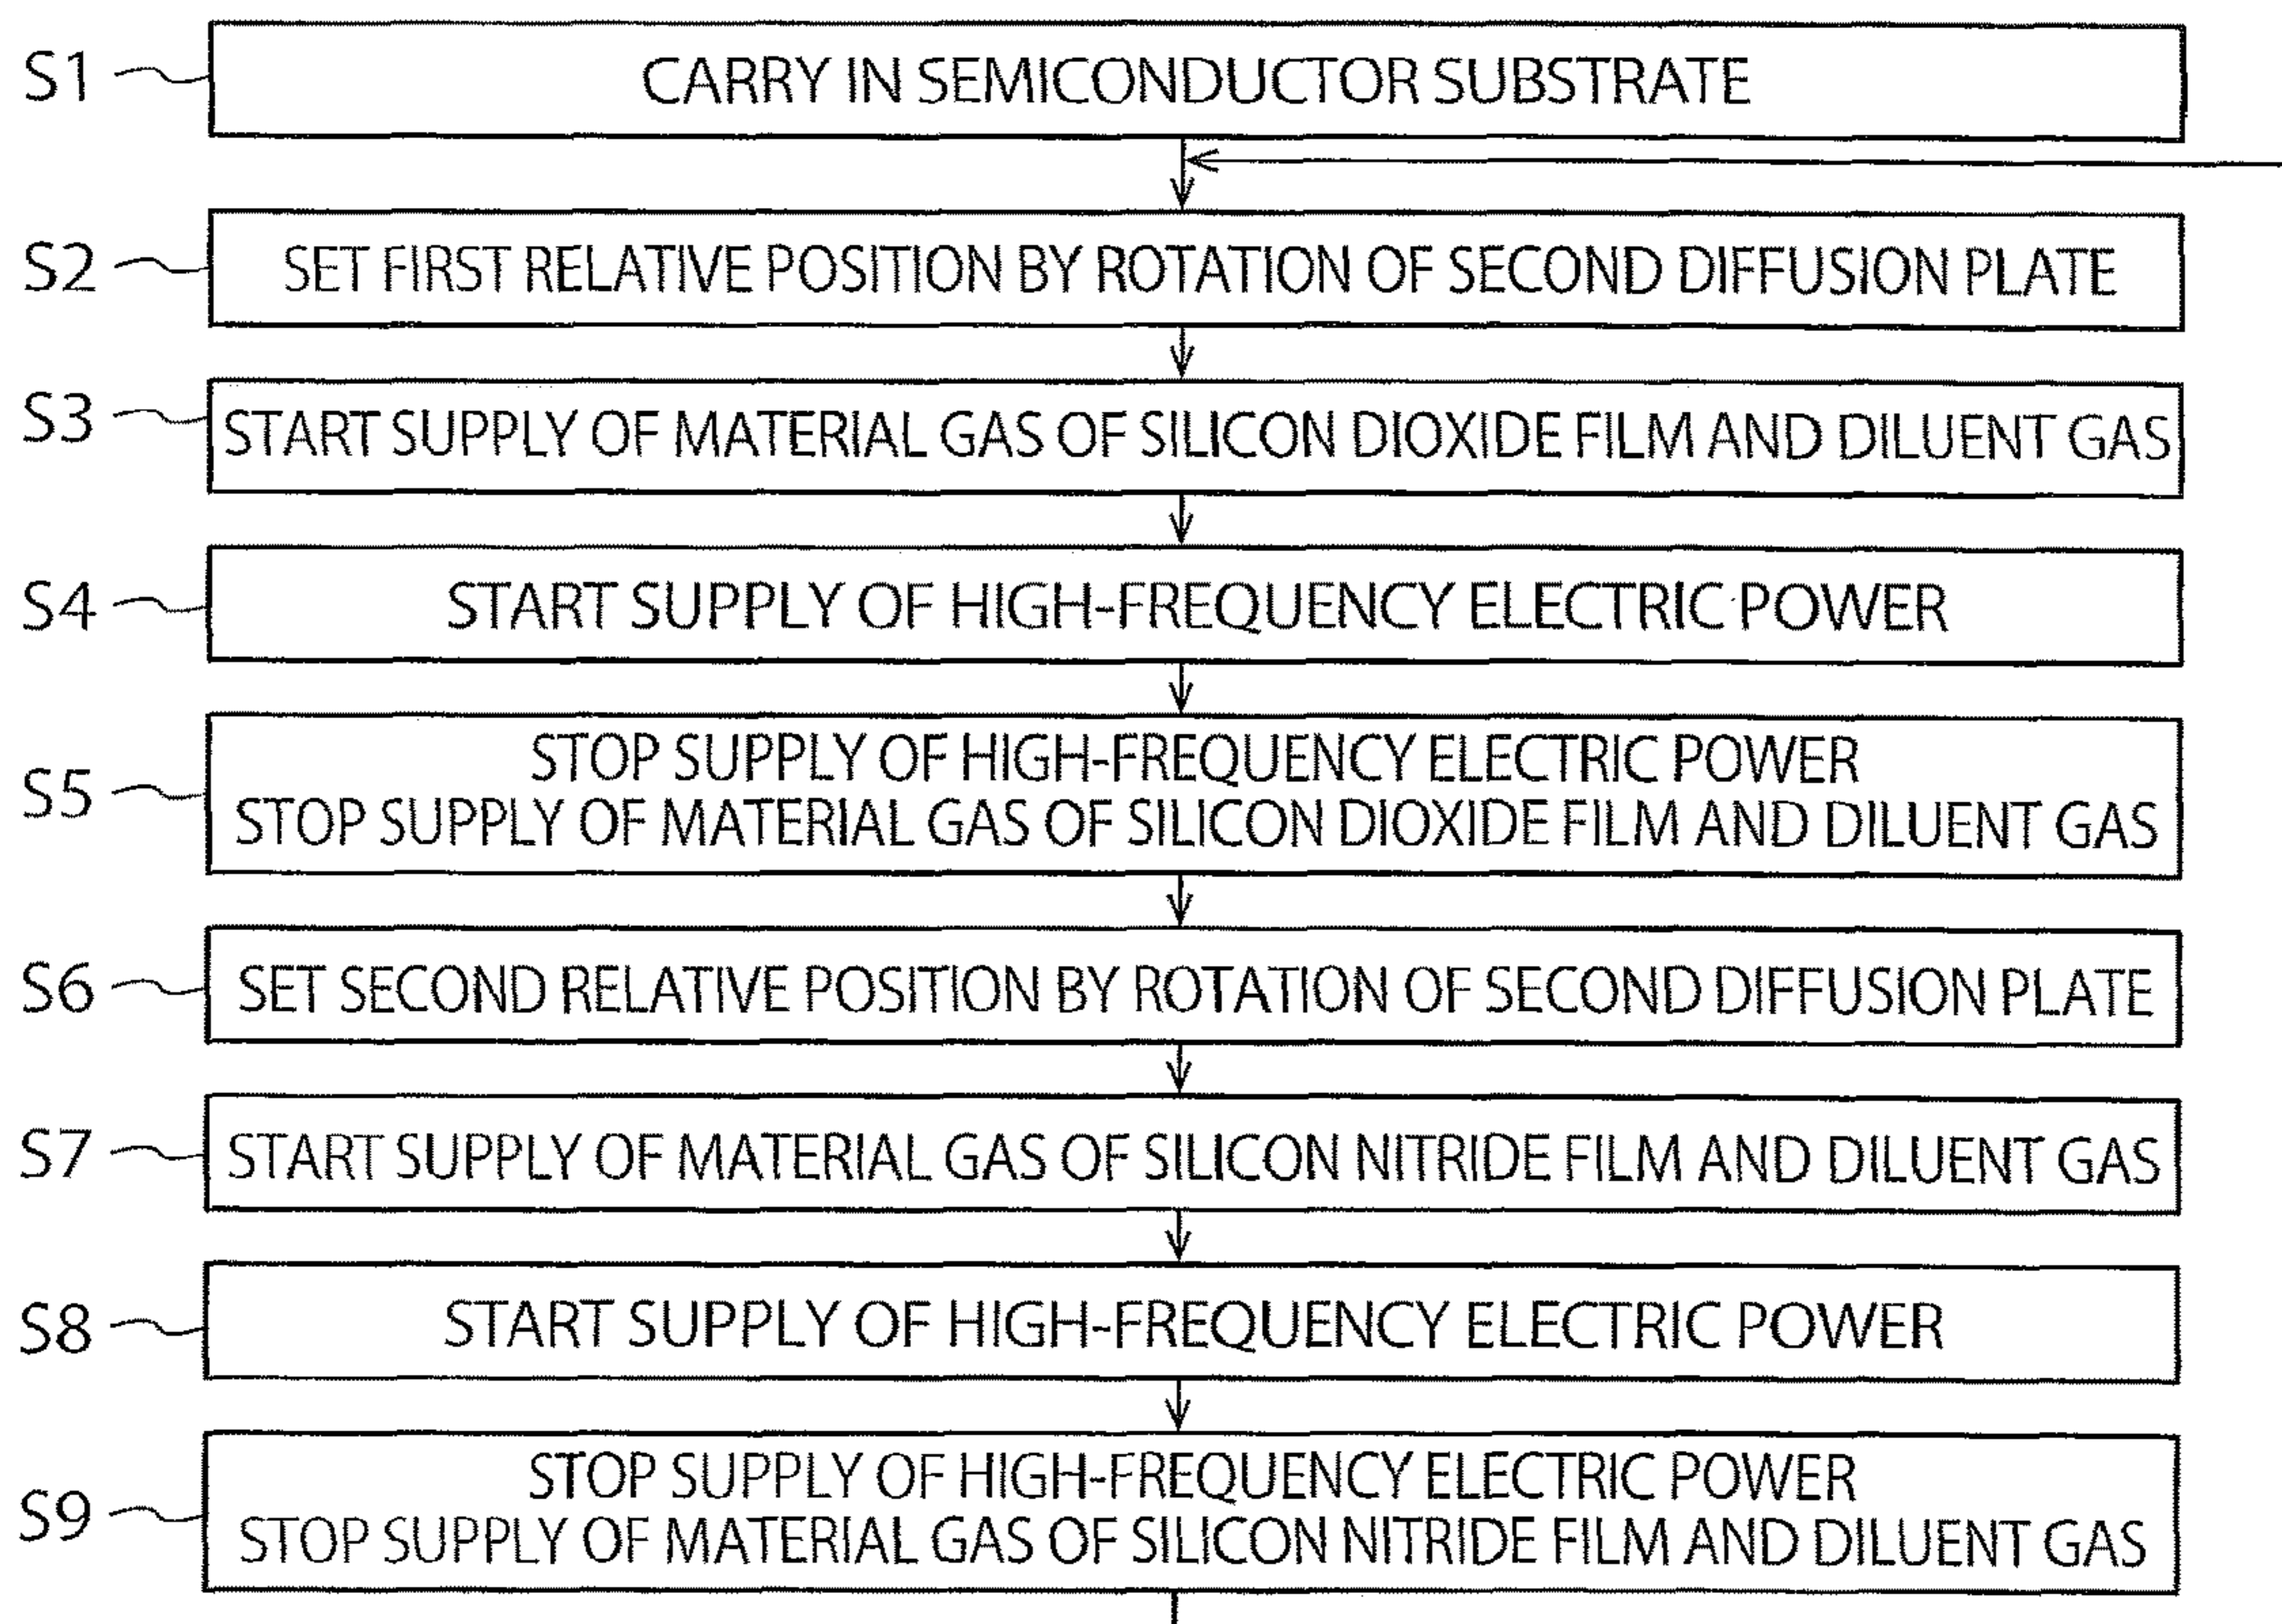 S1 CARRY IN SEMICONDUCTOR SUBSTRATE
S2 SET FIRST RELATIVE POSITION BY ROTATION OF SECOND DIFFUSION PLATE
S3 START SUPPLY OF MATERIAL GAS OF SILICON DIOXIDE FILM AND DILUENT GAS
S4 START SUPPLY OF HIGH-FREQUENCY ELECTRIC POWER
S5 STOP SUPPLY OF HIGH-FREQUENCY ELECTRIC POWER
STOP SUPPLY OF MATERIAL GAS OF SILICON DIOXIDE FILM AND DILUENT GAS
S6 SET SECOND RELATIVE POSITION BY ROTATION OF SECOND DIFFUSION PLATE
S7 START SUPPLY OF MATERIAL GAS OF SILICON NITRIDE FILM AND DILUENT GAS
S8 START SUPPLY OF HIGH-FREQUENCY ELECTRIC POWER
S9 STOP SUPPLY OF HIGH-FREQUENCY ELECTRIC POWER
STOP SUPPLY OF MATERIAL GAS OF SILICON NITRIDE FILM AND DILUENT GAS